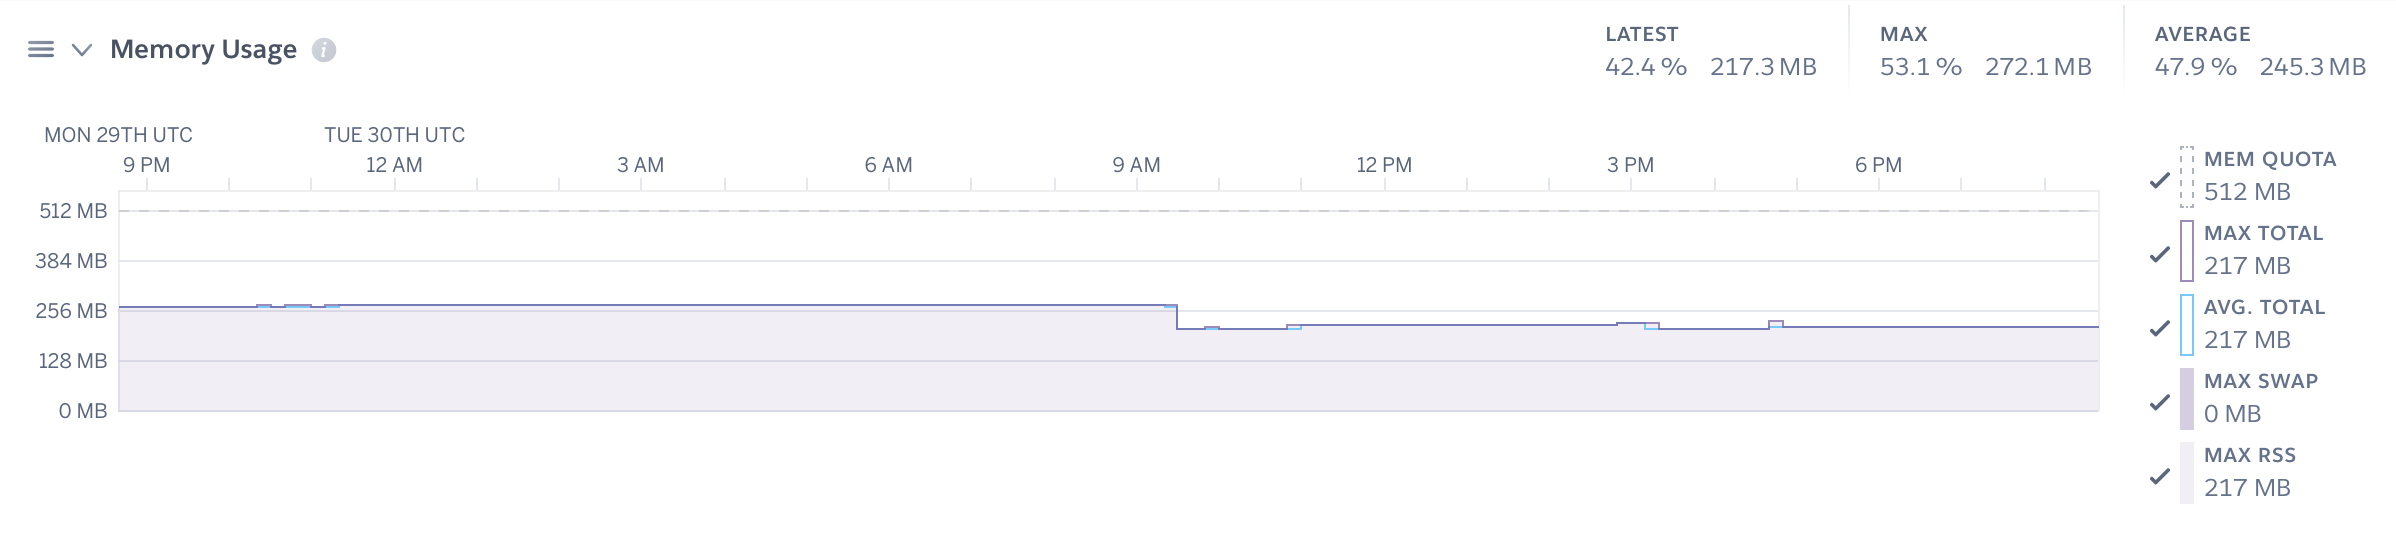 Memory Usage
LATEST
42.4 % 217.3 MB
MAX
53.1 % 272.1 MB
AVERAGE
47.9 % 245.3 MB
MON 29TH UTC TUE 30TH UTC
9 PM 12 AM 3 AM 6 AM 9 AM 12 PM 3 PM 6 PM
512 MB
384 MB
256 MB
128 MB
0 MB
MEM QUOTA
512 MB
MAX TOTAL
217 MB
AVG. TOTAL
217 MB
MAX SWAP
0 MB
MAX RSS
217 MB